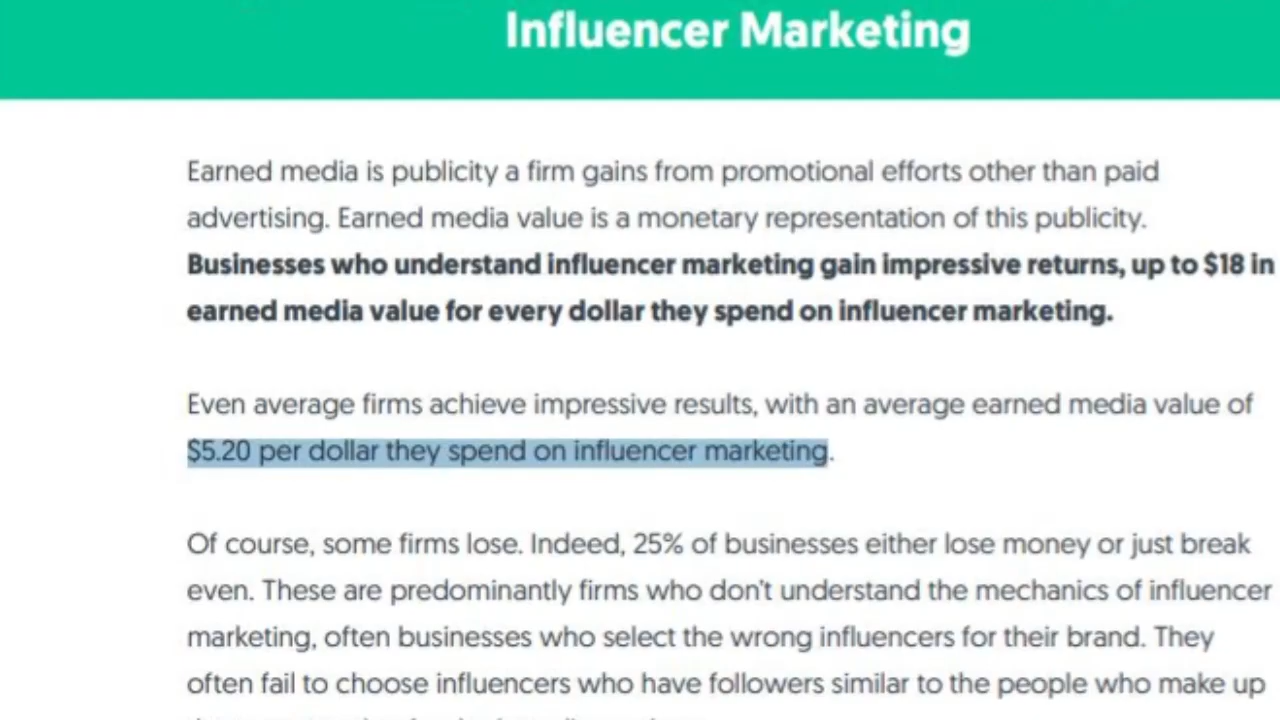 Influencer Marketing
Earned media is publicity a firm gains from promotional efforts other than paid
advertising. Earned media value is a monetary representation of this publicity.
Businesses who understand influencer marketing gain impressive returns, up to $18 in
earned media value for every dollar they spend on influencer marketing.
Even average firms achieve impressive results, with an average earned media value of
$5.20 per dollar they spend on influencer marketing.
Of course, some firms lose. Indeed, 25% of businesses either lose money or just break
even. These are predominantly firms who don't understand the mechanics of influencer
marketing, often businesses who select the wrong influencers for their brand. They
often fail to choose influencers who have followers similar to the people who make up